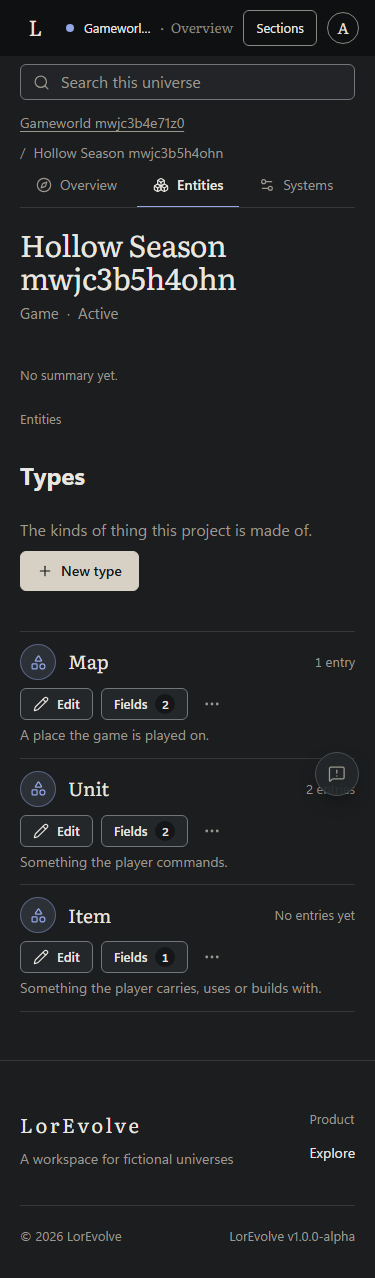 L
Gameworl... · Overview
Sections
A
Search this universe
Gameworld mwjc3b4e71z0
/ Hollow Season mwjc3b5h4ohn
Overview
Entities
Systems
Hollow Season
mwjc3b5h4ohn
Game · Active
No summary yet.
Entities
Types
The kinds of thing this project is made of.
New type
Map
1 entry
Edit
Fields 2
A place the game is played on.
Unit
2 entries
Edit
Fields 2
Something the player commands.
Item
No entries yet
Edit
Fields 1
Something the player carries, uses or builds with.
LorEvolve
A workspace for fictional universes
Product
Explore
© 2026 LorEvolve
LorEvolve v1.0.0-alpha